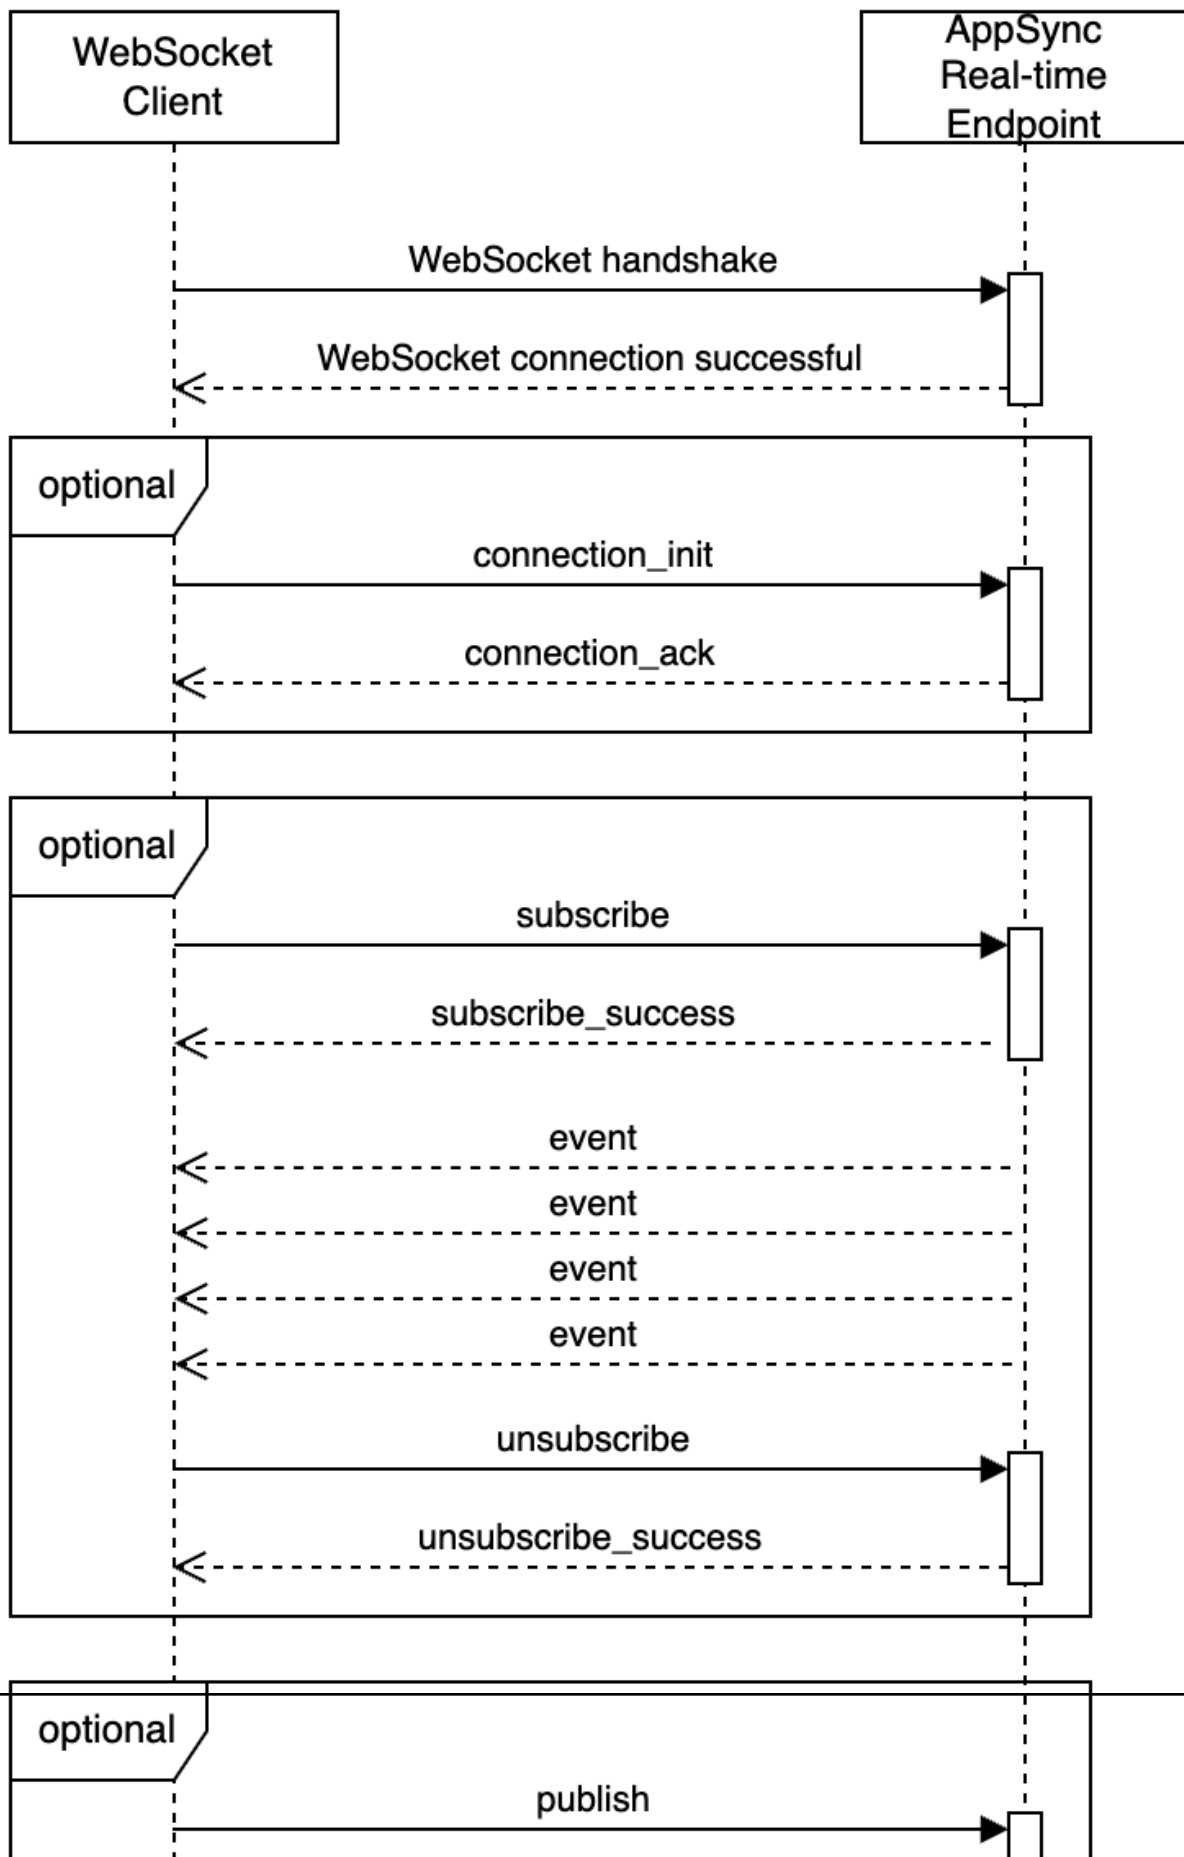 WebSocket
Client
AppSync
Real-time
Endpoint
WebSocket handshake
WebSocket connection successful
optional
connection_init
connection_ack
optional
subscribe
subscribe_success
event
event
event
event
unsubscribe
unsubscribe_success
optional
publish